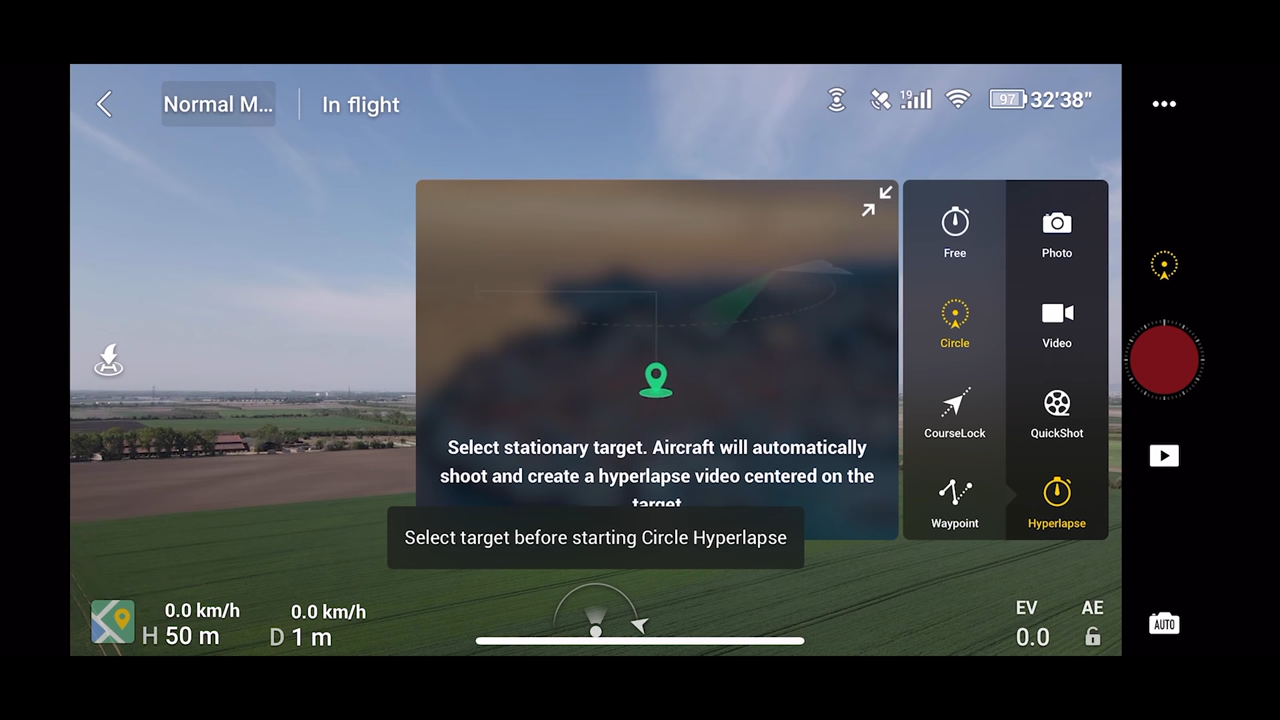 Normal M...
In flight
19
97
32'38"
Free
Photo
Circle
Video
CourseLock
QuickShot
Waypoint
Hyperlapse
Select stationary target. Aircraft will automatically
shoot and create a hyperlapse video centered on the
target
Select target before starting Circle Hyperlapse
0.0 km/h
0.0 km/h
H 50 m
D 1 m
EV
AE
0.0
AUTO